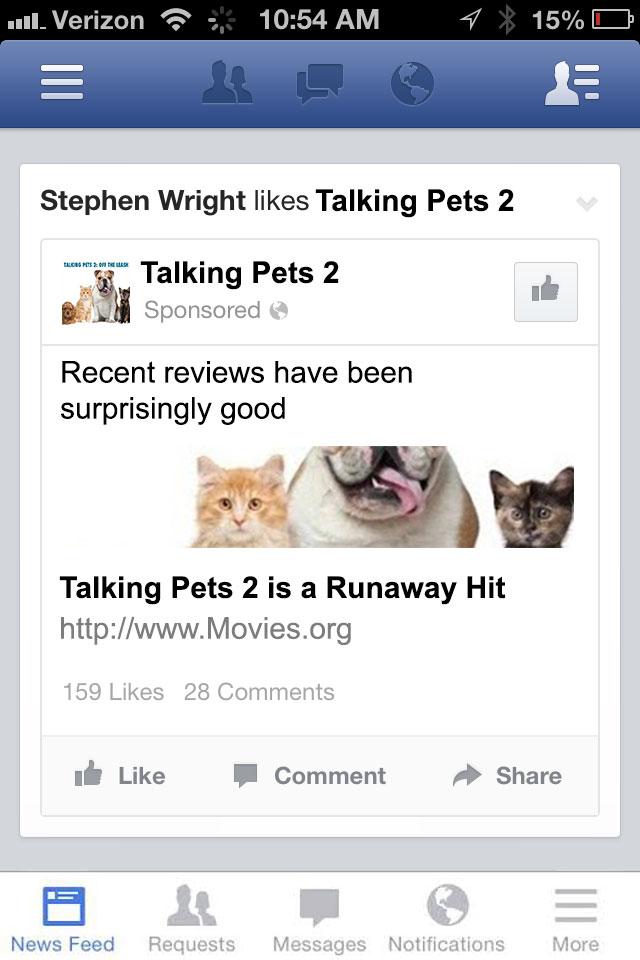 Verizon 10:54 AM 15%
Stephen Wright likes Talking Pets 2
TALKING PETS 2: OFF THE LEASH
Talking Pets 2
Sponsored
Recent reviews have been
surprisingly good
Talking Pets 2 is a Runaway Hit
http://www.Movies.org
159 Likes 28 Comments
Like Comment Share
News Feed Requests Messages Notifications More